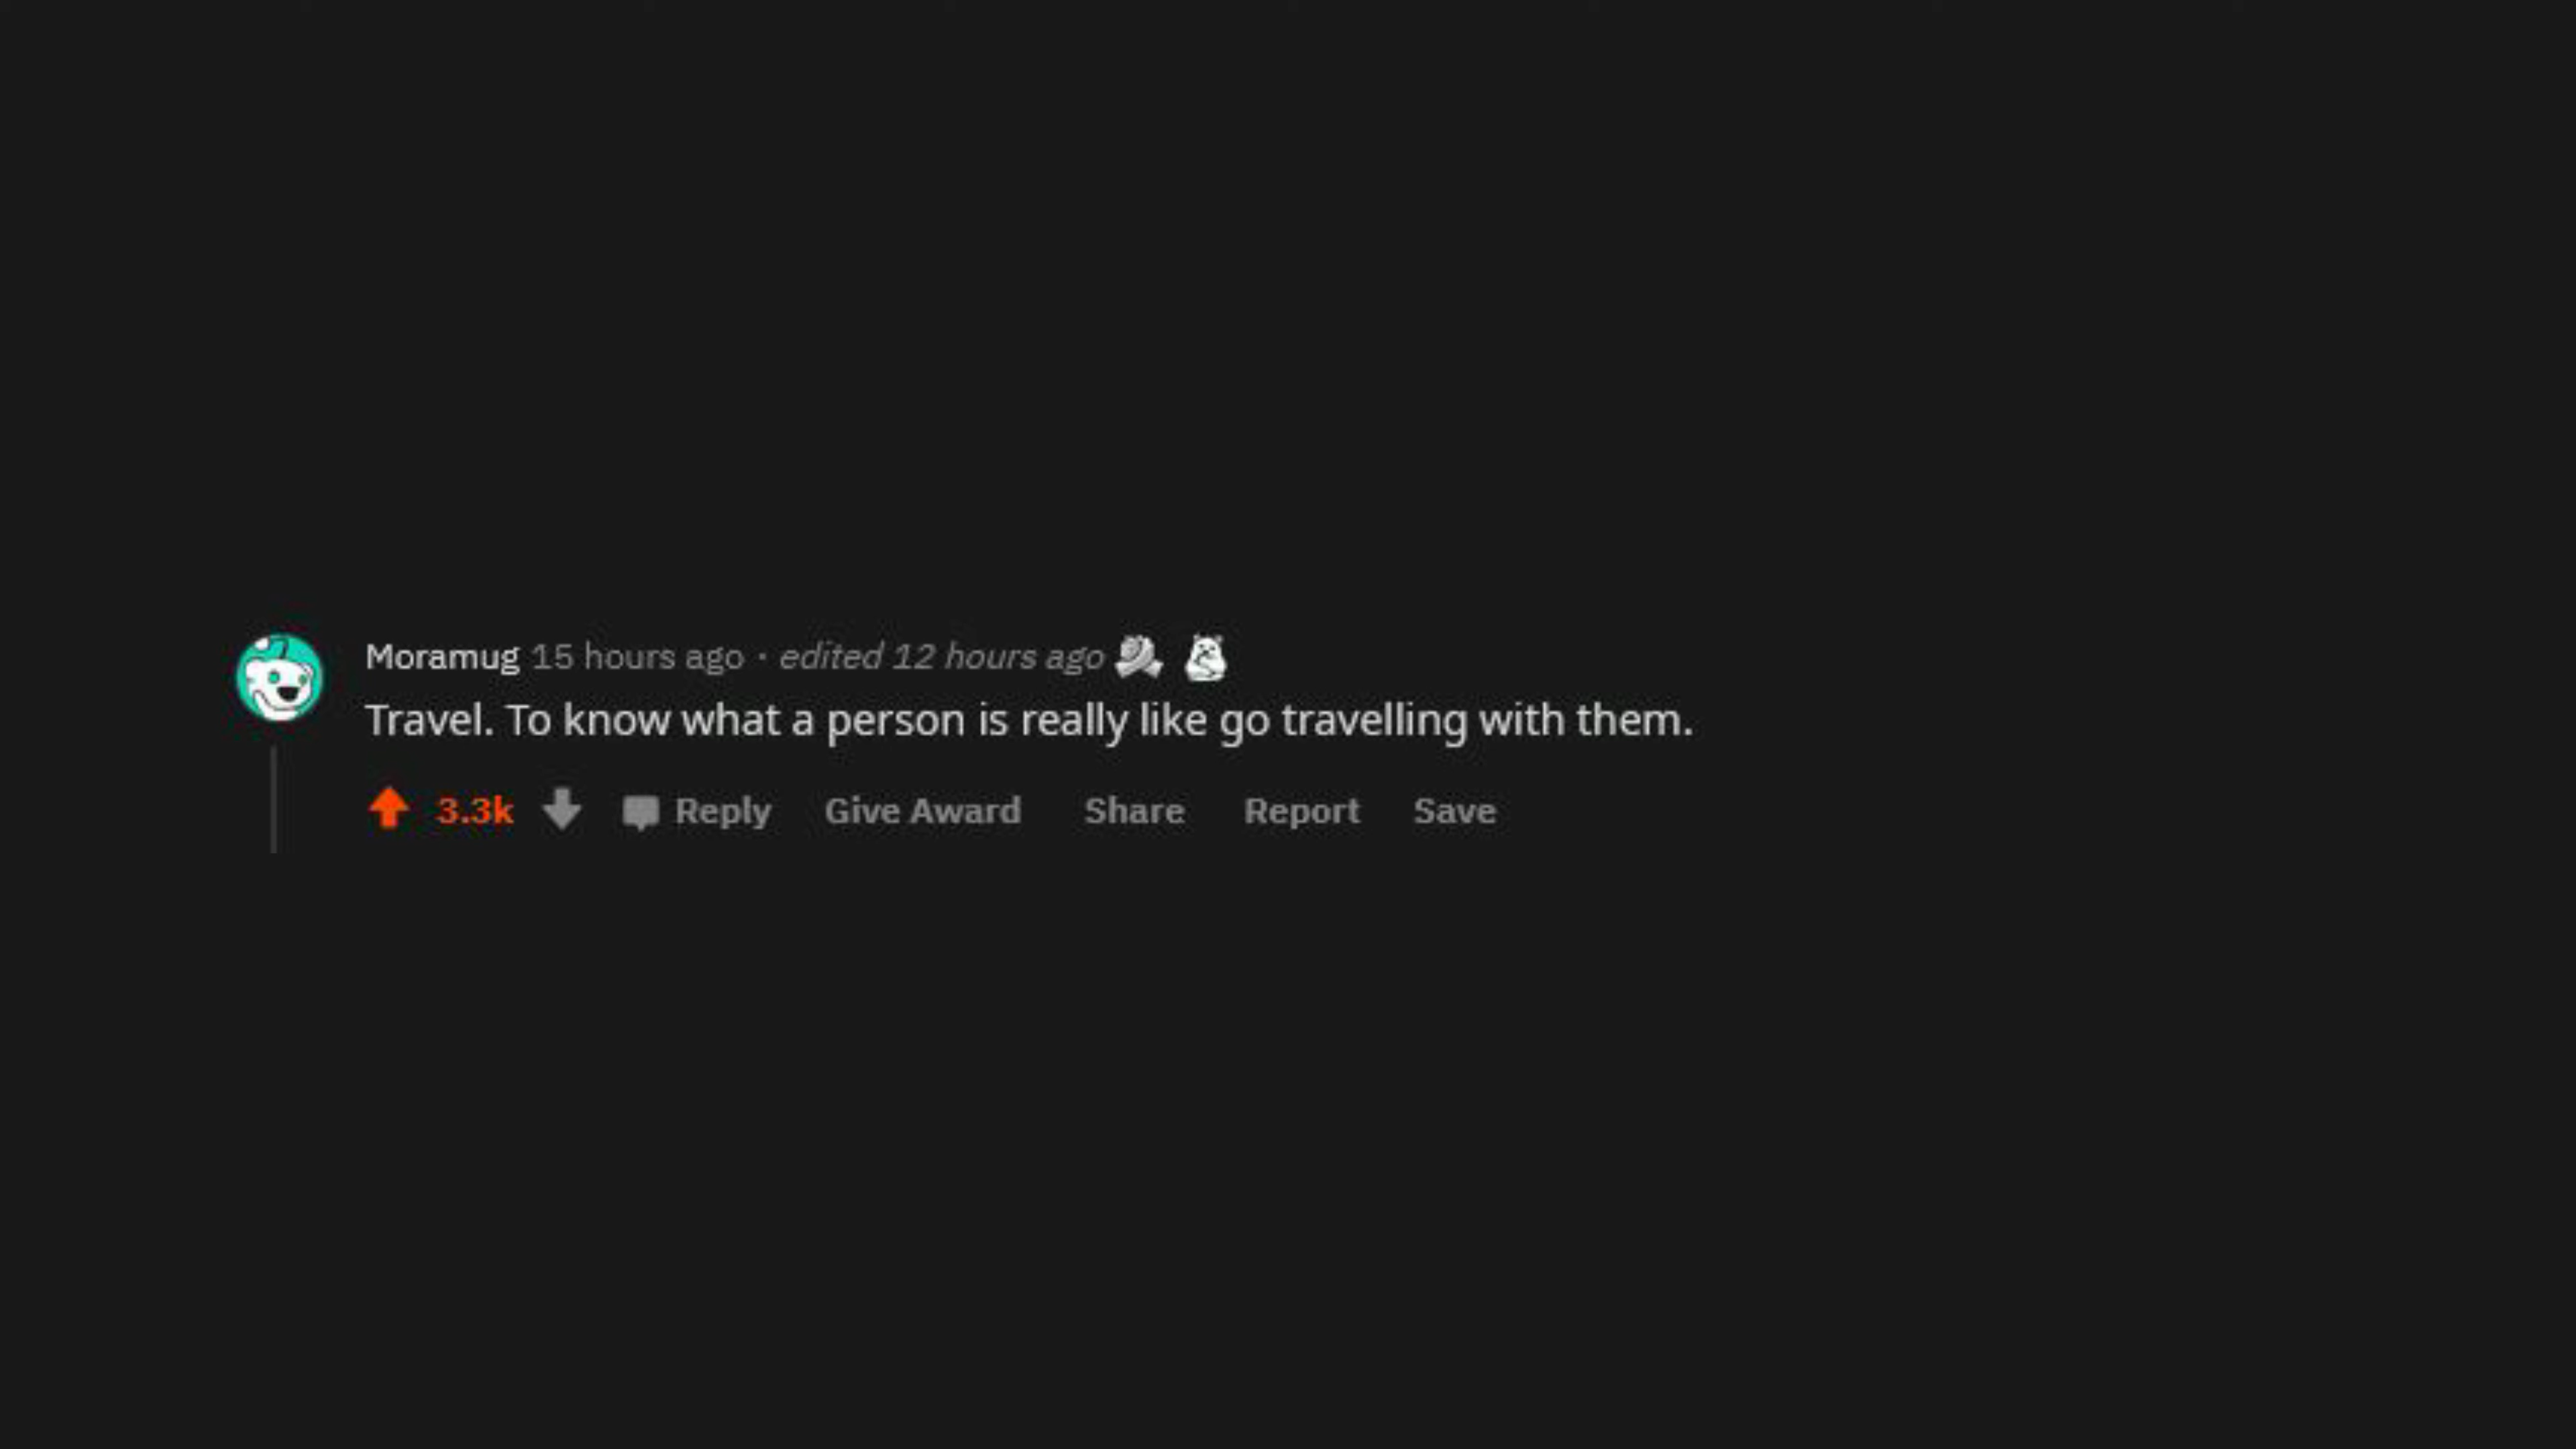 Moramug 15 hours ago · edited 12 hours ago
Travel. To know what a person is really like go travelling with them.
3.3k Reply Give Award Share Report Save